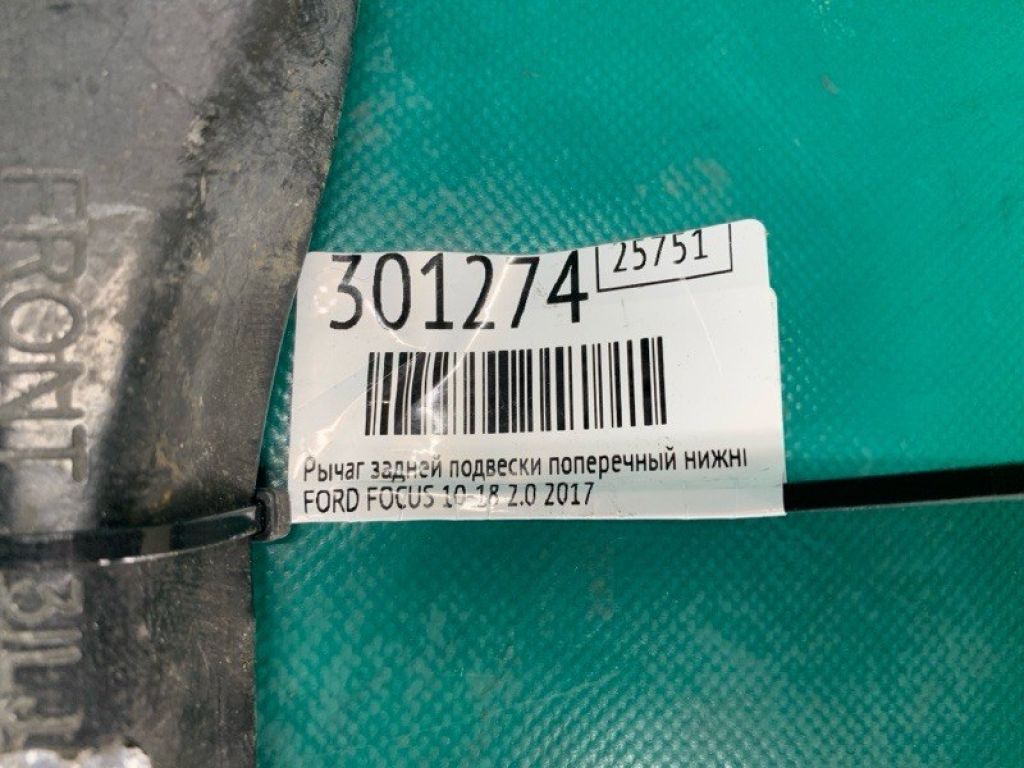 301274
25751
Рычаг задней подвески поперечный нижн
FORD FOCUS 10-18 2.0 2017
FRONT